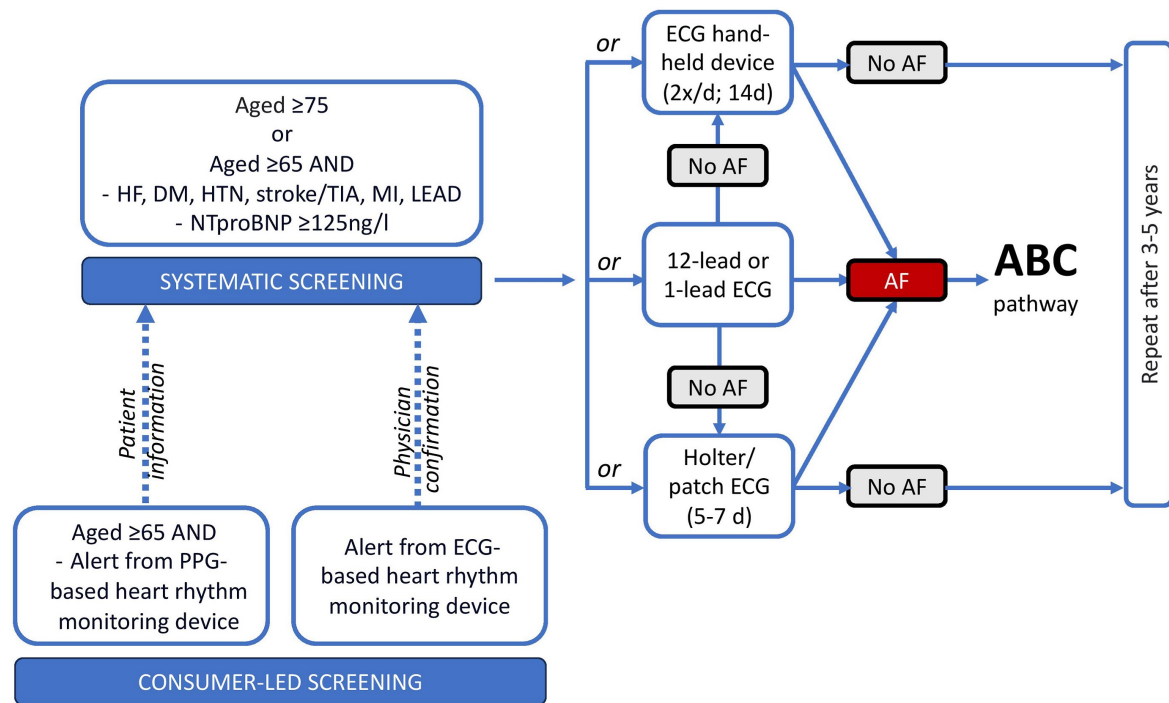 Aged ≥75
or
Aged ≥65 AND
- HF, DM, HTN, stroke/TIA, MI, LEAD
- NTproBNP ≥125ng/l
SYSTEMATIC SCREENING
Patient
information
Physician
confirmation
Aged ≥65 AND
- Alert from PPG-
based heart rhythm
monitoring device
Alert from ECG-
based heart rhythm
monitoring device
CONSUMER-LED SCREENING
or
ECG hand-
held device
(2x/d; 14d)
No AF
No AF
or
12-lead or
1-lead ECG
AF
ABC
pathway
No AF
or
Holter/
patch ECG
(5-7 d)
No AF
Repeat after 3-5 years